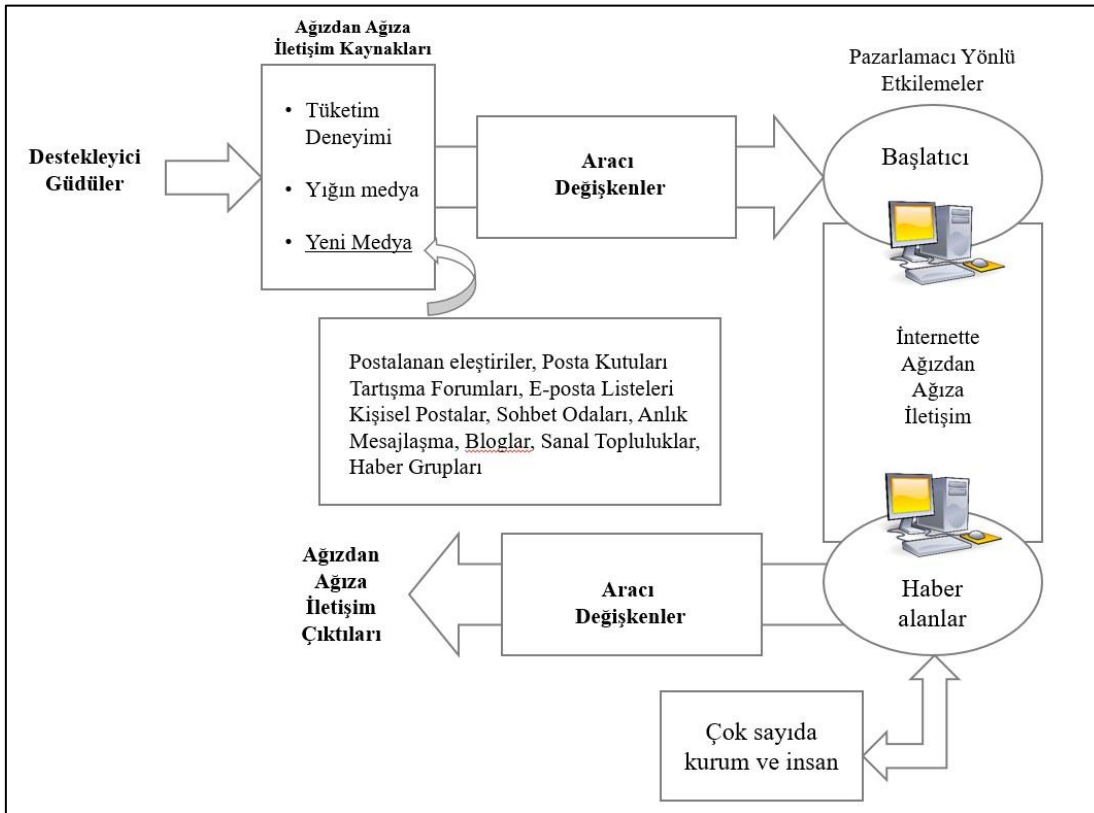 Ağızdan Ağıza
İletişim Kaynakları
Pazarlamacı Yönlü
Etkilemeler
Destekleyici
Güdüler
• Tüketim
Deneyimi
• Yığın medya
• Yeni Medya
Aracı
Değişkenler
Başlatıcı
Postalanan eleştiriler, Posta Kutuları
Tartışma Forumları, E-posta Listeleri
Kişisel Postalar, Sohbet Odaları, Anlık
Mesajlaşma, Bloglar, Sanal Topluluklar,
Haber Grupları
İnternette
Ağızdan
Ağıza
İletişim
Ağızdan
Ağıza
İletişim
Çıktıları
Aracı
Değişkenler
Haber
alanlar
Çok sayıda
kurum ve insan